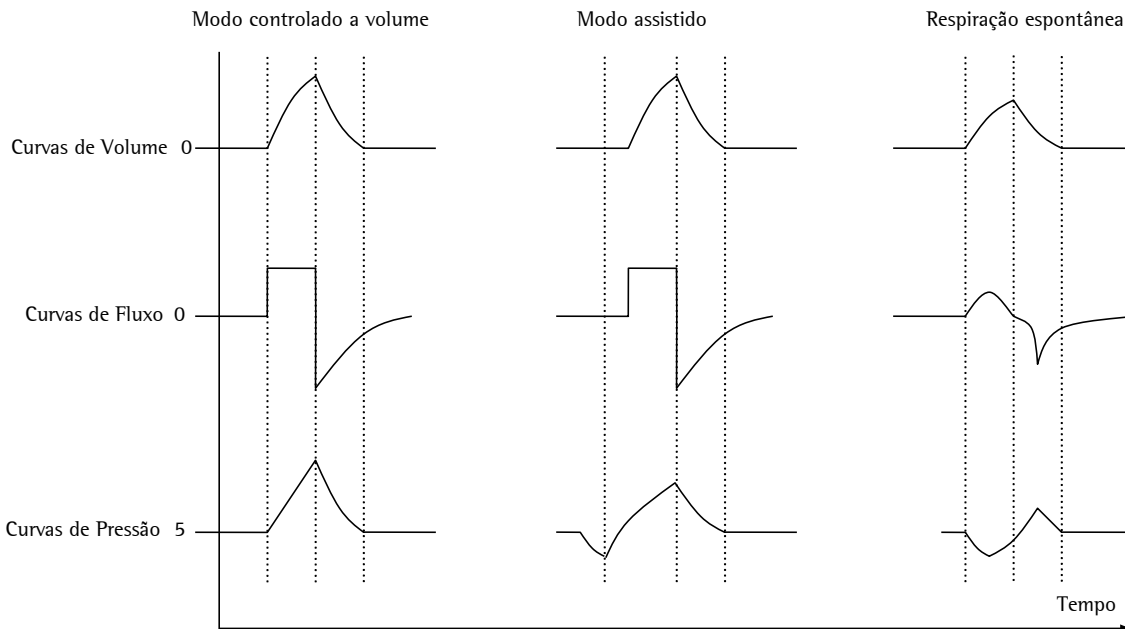 Modo controlado a volume
Modo assistido
Respiração espontânea
Curvas de Volume 0
Curvas de Fluxo 0
Curvas de Pressão 5
Tempo